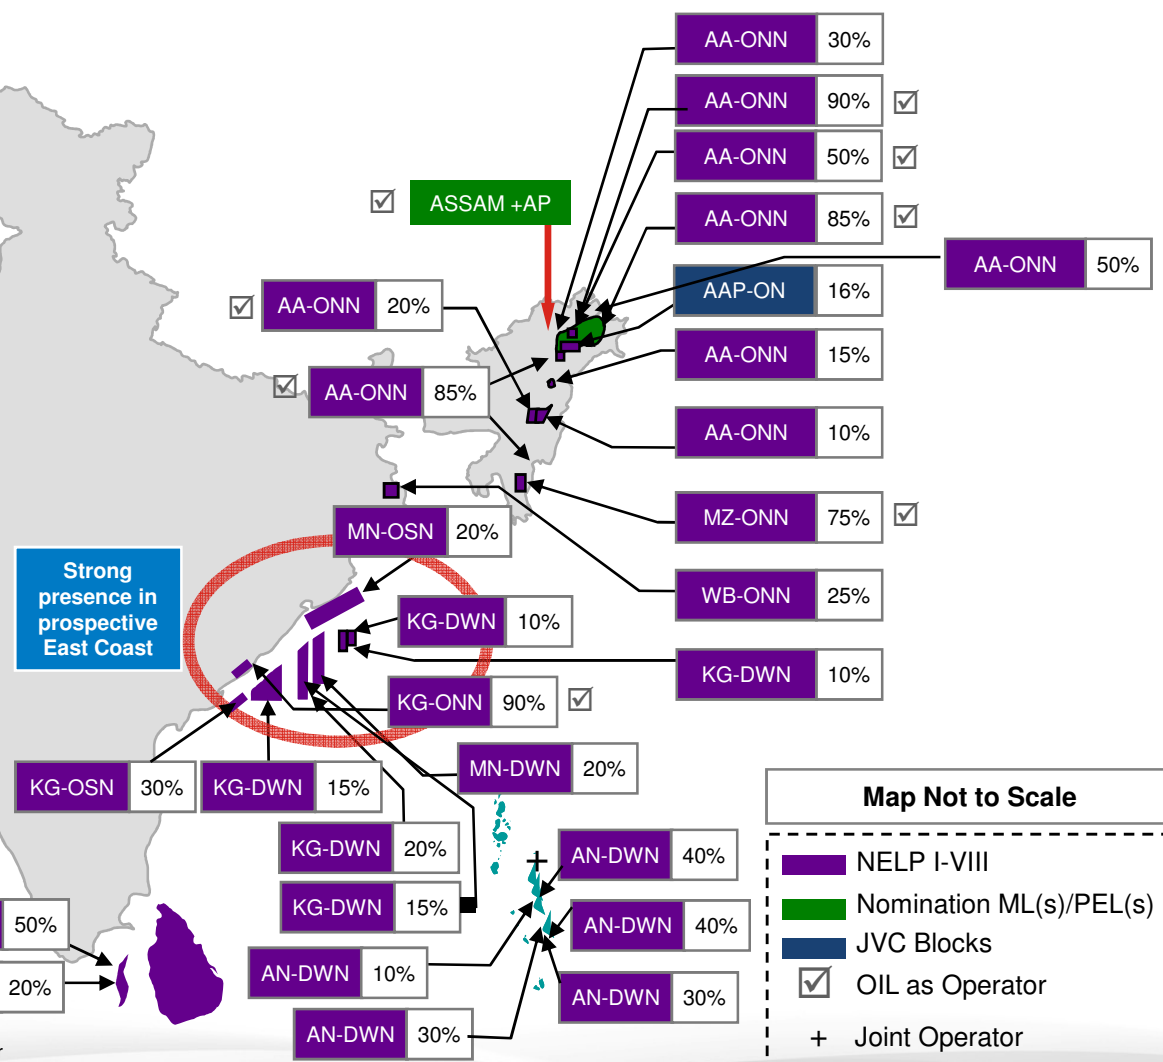 AA-ONN 30%
AA-ONN 90%
AA-ONN 50%
ASSAM +AP
AA-ONN 85%
AA-ONN 50%
AAP-ON 16%
AA-ONN 20%
AA-ONN 15%
AA-ONN 85%
AA-ONN 10%
MZ-ONN 75%
MN-OSN 20%
Strong
presence in
prospective
East Coast
WB-ONN 25%
KG-DWN 10%
KG-DWN 10%
KG-ONN 90%
KG-OSN 30%
KG-DWN 15%
MN-DWN 20%
KG-DWN 20%
KG-DWN 15%
AN-DWN 40%
AN-DWN 40%
50%
AN-DWN 10%
20%
AN-DWN 30%
AN-DWN 30%
Map Not to Scale
NELP I-VIII
Nomination ML(s)/PEL(s)
JVC Blocks
OIL as Operator
+ Joint Operator